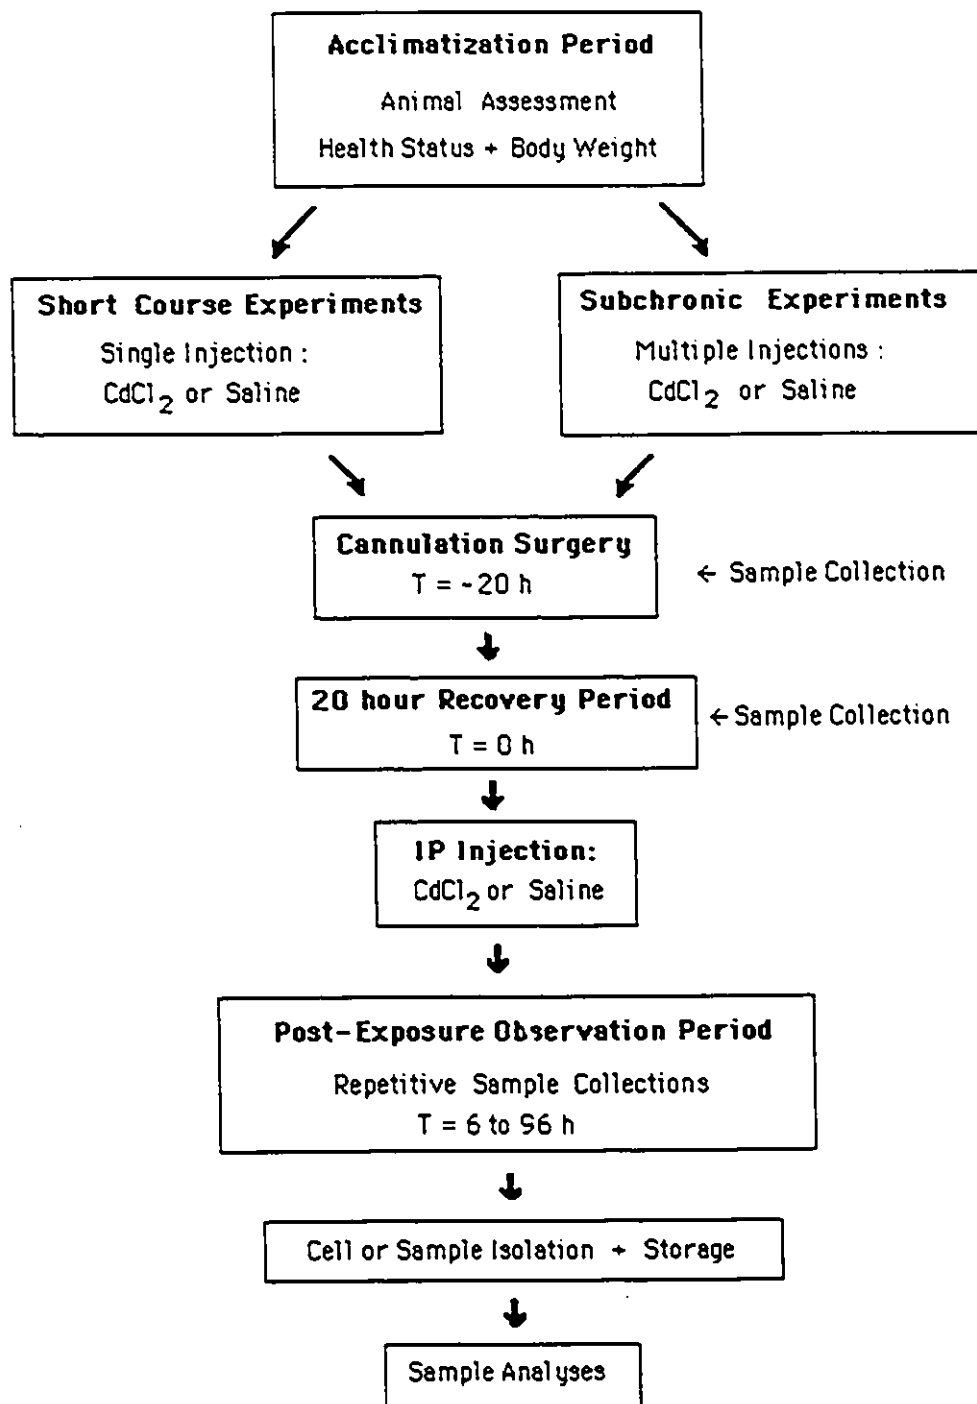 Acclimatization Period
Animal Assessment
Health Status + Body Weight
Short Course Experiments
Single Injection :
CdCl₂ or Saline
Subchronic Experiments
Multiple Injections :
CdCl₂ or Saline
Cannulation Surgery
T = -20 h
← Sample Collection
20 hour Recovery Period
T = 0 h
← Sample Collection
IP Injection:
CdCl₂ or Saline
Post-Exposure Observation Period
Repetitive Sample Collections
T = 6 to 96 h
Cell or Sample Isolation + Storage
Sample Analyses